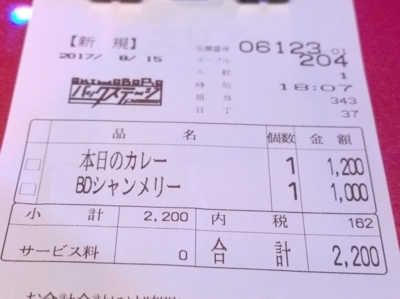 【新 規】 伝票番号 06123 01
2017/ 8/ 15 テーブル 204
人 数 1
時 刻 18:07
バックステージ 担 当 343
HT 37
品 名 個数 金 額
本日のカレー 1 1,200
BDシャンメリー 1 1,000
小 計 2,200 内 税 162
サービス料 0 合 計 2,200